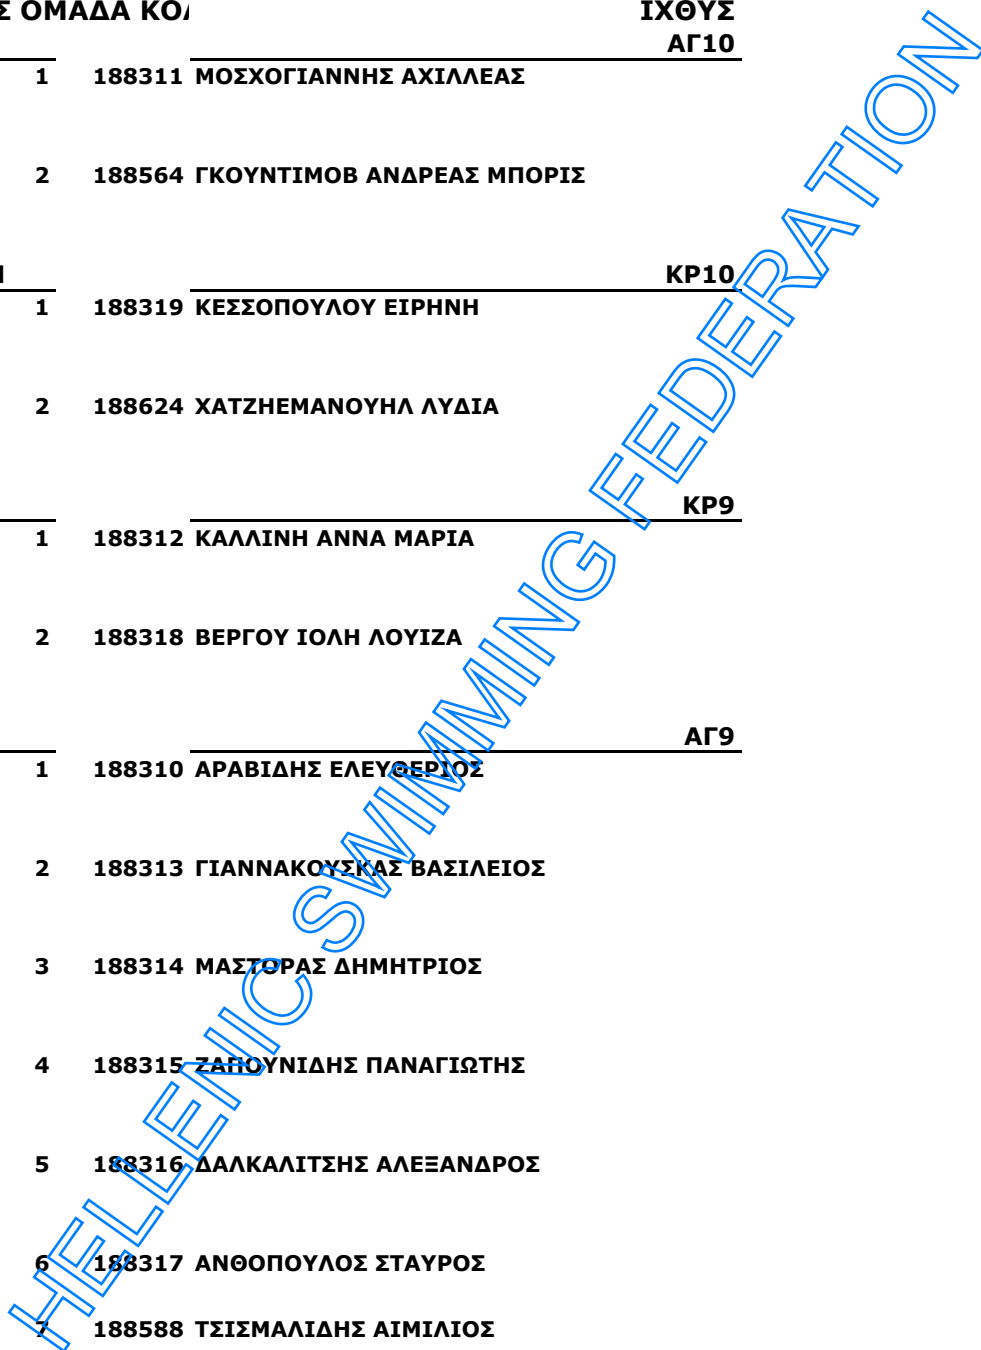 Σ ΟΜΑΔΑ ΙΧΘΥΣ
ΑΓ10
1 188311 ΜΟΣΧΟΓΙΑΝΝΗΣ ΑΧΙΛΛΕΑΣ
2 188564 ΓΚΟΥΝΤΙΜΟΒ ΑΝΔΡΕΑΣ ΜΠΟΡΙΣ
ΚΡ10
1 188319 ΚΕΣΣΟΠΟΥΛΟΥ ΕΙΡΗΝΗ
2 188624 ΧΑΤΖΗΕΜΑΝΟΥΗΛ ΛΥΔΙΑ
ΚΡ9
1 188312 ΚΑΛΛΙΝΗ ΑΝΝΑ ΜΑΡΙΑ
2 188318 ΒΕΡΓΟΥ ΙΟΛΗ ΛΟΥΙΖΑ
ΑΓ9
1 188310 ΑΡΑΒΙΔΗΣ ΕΛΕΥΘΕΡΙΟΣ
2 188313 ΓΙΑΝΝΑΚΟΥΣΚΑΣ ΒΑΣΙΛΕΙΟΣ
3 188314 ΜΑΣΤΟΡΑΣ ΔΗΜΗΤΡΙΟΣ
4 188315 ΖΑΠΟΥΝΙΔΗΣ ΠΑΝΑΓΙΩΤΗΣ
5 188316 ΔΑΛΚΑΛΙΤΣΗΣ ΑΛΕΞΑΝΔΡΟΣ
6 188317 ΑΝΘΟΠΟΥΛΟΣ ΣΤΑΥΡΟΣ
7 188588 ΤΣΙΣΜΑΛΙΔΗΣ ΑΙΜΙΛΙΟΣ
HELLENIC SWIMMING FEDERATION